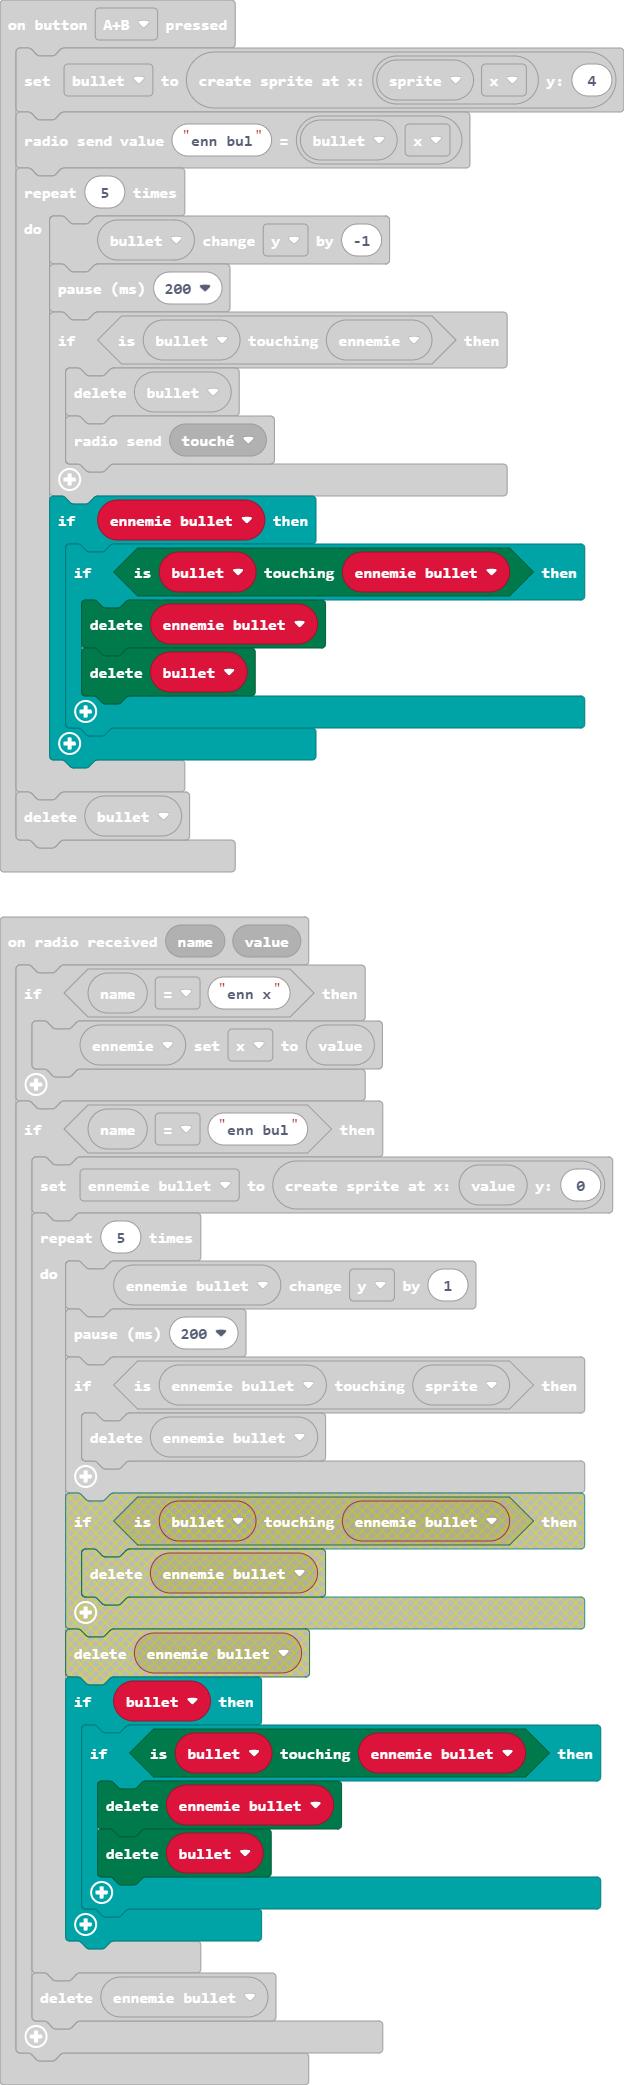 on button A+B pressed
set bullet to create sprite at x: sprite x y: 4
radio send value "enn bul" = bullet x
repeat 5 times
do bullet change y by -1
pause (ms) 200
if is bullet touching ennemie then
delete bullet
radio send touché
if ennemie bullet then
if is bullet touching ennemie bullet then
delete ennemie bullet
delete bullet
delete bullet
on radio received name value
if name = "enn x" then
ennemie set x to value
if name = "enn bul" then
set ennemie bullet to create sprite at x: value y: 0
repeat 5 times
do ennemie bullet change y by 1
pause (ms) 200
if is ennemie bullet touching sprite then
delete ennemie bullet
if is bullet touching ennemie bullet then
delete ennemie bullet
delete ennemie bullet
if bullet then
if is bullet touching ennemie bullet then
delete ennemie bullet
delete bullet
delete ennemie bullet